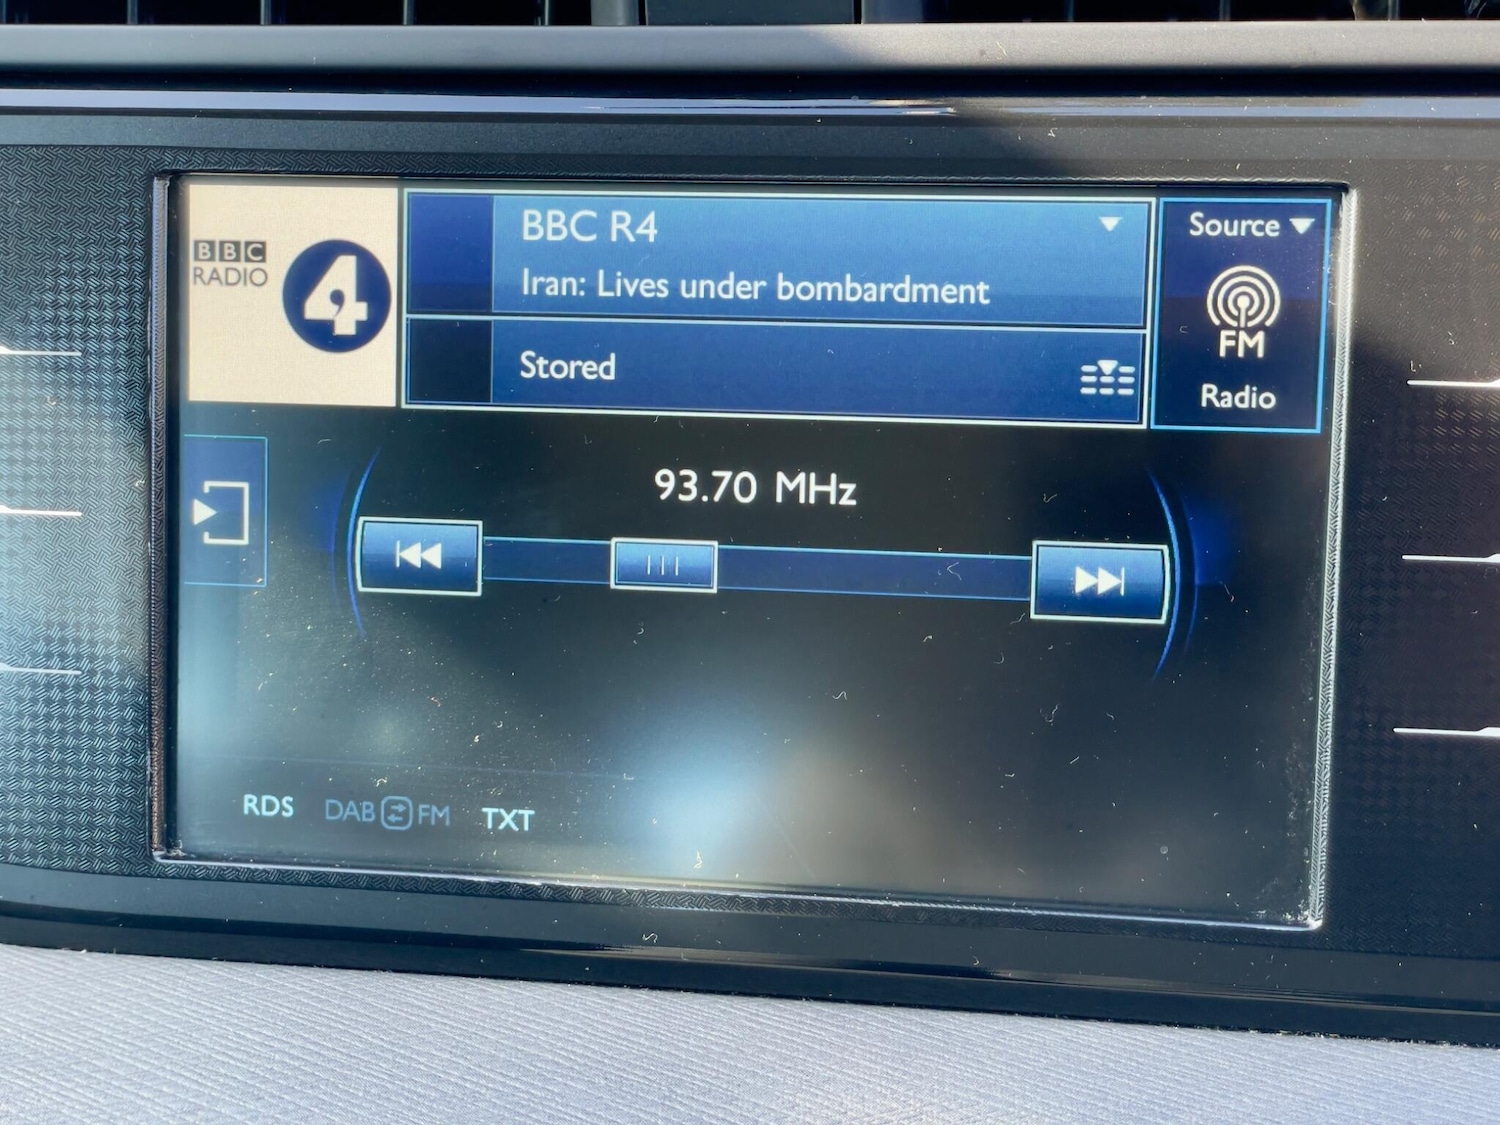 BBC
RADIO
4
BBC R4
Iran: Lives under bombardment
Stored
Source
FM
Radio
93.70 MHz
RDS
DAB FM
TXT